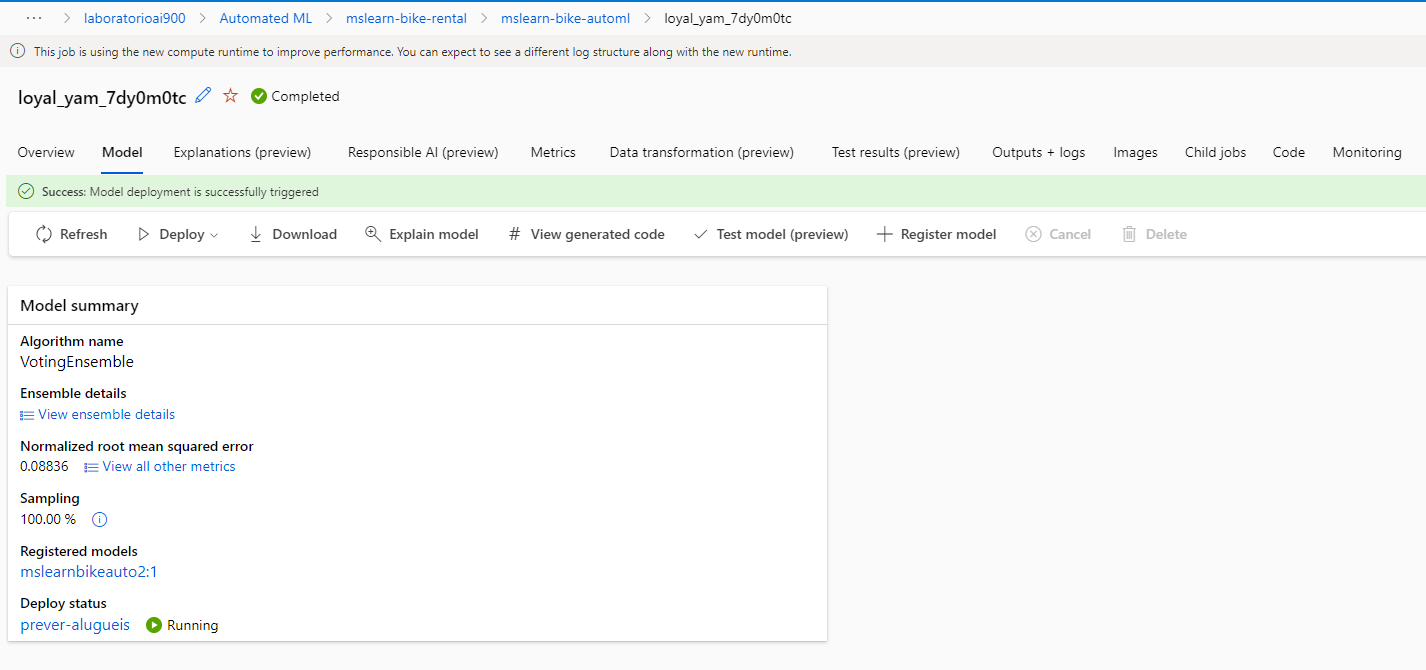 ··· > laboratorioai900 > Automated ML > mslearn-bike-rental > mslearn-bike-automl > loyal_yam_7dy0m0tc
This job is using the new compute runtime to improve performance. You can expect to see a different log structure along with the new runtime.
loyal_yam_7dy0m0tc Completed
Overview Model Explanations (preview) Responsible AI (preview) Metrics Data transformation (preview) Test results (preview) Outputs + logs Images Child jobs Code Monitoring
Success: Model deployment is successfully triggered
Refresh Deploy Download Explain model # View generated code Test model (preview) Register model Cancel Delete
Model summary
Algorithm name
VotingEnsemble
Ensemble details
View ensemble details
Normalized root mean squared error
0.08836 View all other metrics
Sampling
100.00 %
Registered models
mslearnbikeauto2:1
Deploy status
prever-alugueis Running